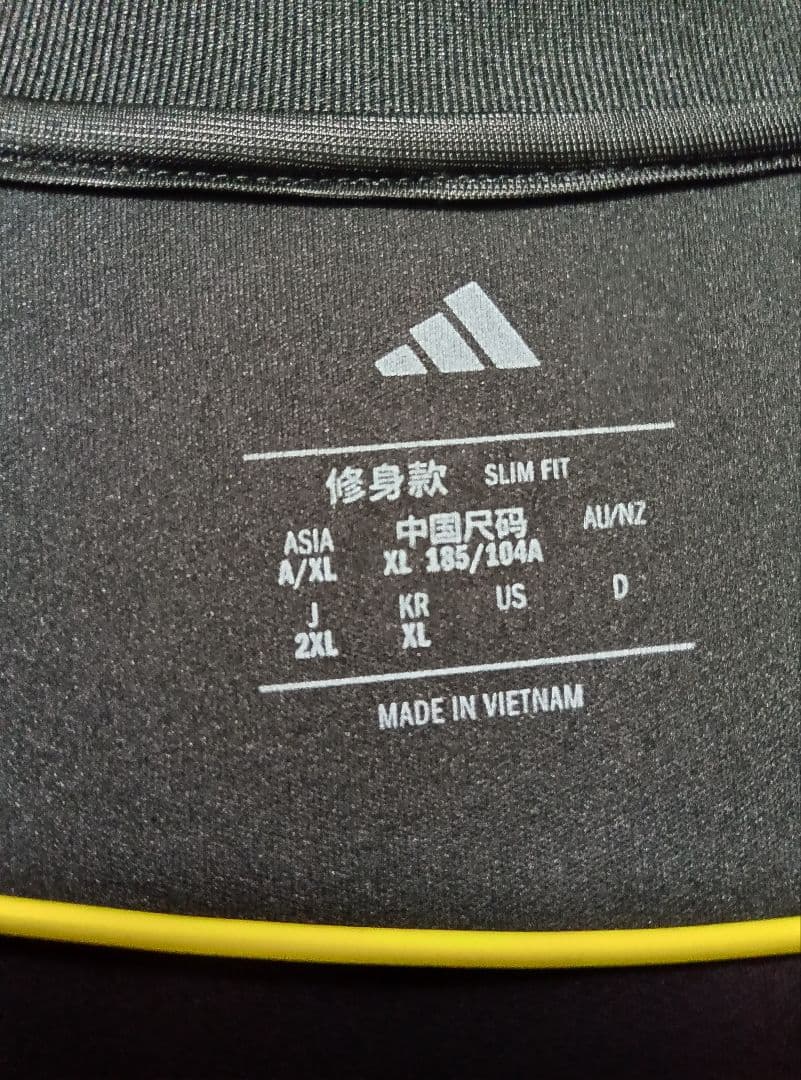 修身款 SLIM FIT
ASIA 中国尺码 AU/NZ
A/XL XL 185/104A
J KR US D
2XL XL
MADE IN VIETNAM